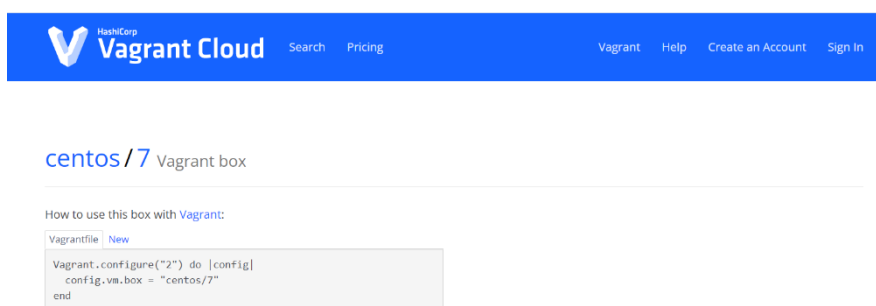 HashiCorp
Vagrant Cloud Search Pricing Vagrant Help Create an Account Sign In
centos / 7 Vagrant box
How to use this box with Vagrant:
Vagrantfile New
Vagrant.configure("2") do |config|
  config.vm.box = "centos/7"
end